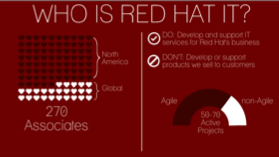 WHO IS RED HAT IT?
North
America
Global
270
Associates
DO: Develop and support IT
services for Red Hat's business
DON'T: Develop or support
products we sell to customers
Agile
non-Agile
50-70
Active
Projects